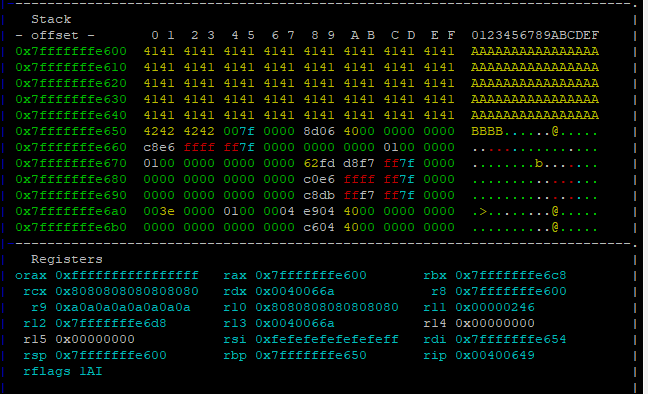 Stack
- offset -       0 1  2 3  4 5  6 7  8 9  A B  C D  E F  0123456789ABCDEF
0x7fffffffe600  4141 4141 4141 4141 4141 4141 4141 4141  AAAAAAAAAAAAAAAA
0x7fffffffe610  4141 4141 4141 4141 4141 4141 4141 4141  AAAAAAAAAAAAAAAA
0x7fffffffe620  4141 4141 4141 4141 4141 4141 4141 4141  AAAAAAAAAAAAAAAA
0x7fffffffe630  4141 4141 4141 4141 4141 4141 4141 4141  AAAAAAAAAAAAAAAA
0x7fffffffe640  4141 4141 4141 4141 4141 4141 4141 4141  AAAAAAAAAAAAAAAA
0x7fffffffe650  4242 4242 007f 0000 8d06 4000 0000 0000  BBBB.......@.....
0x7fffffffe660  c8e6 ffff ff7f 0000 0000 0000 0100 0000  ................
0x7fffffffe670  0100 0000 0000 0000 62fd d8f7 ff7f 0000  ........b.......
0x7fffffffe680  0000 0000 0000 0000 c0e6 ffff ff7f 0000  ................
0x7fffffffe690  0000 0000 0000 0000 c8db fff7 ff7f 0000  ................
0x7fffffffe6a0  003e 0000 0100 0004 e904 4000 0000 0000  .>........@.....
0x7fffffffe6b0  0000 0000 0000 0000 c604 4000 0000 0000  ..........@.....
Registers
orax 0xffffffffffffffff   rax 0x7fffffffe600   rbx 0x7fffffffe6c8
rcx 0x8080808080808080   rdx 0x0040066a   r8 0x7fffffffe600
r9 0xa0a0a0a0a0a0a0a   r10 0x8080808080808080   r11 0x00000246
r12 0x7fffffffe6d8   r13 0x0040066a   r14 0x00000000
r15 0x00000000   rsi 0xfefefefefefefeff   rdi 0x7fffffffe654
rsp 0x7fffffffe600   rbp 0x7fffffffe650   rip 0x00400649
rflags 1AI